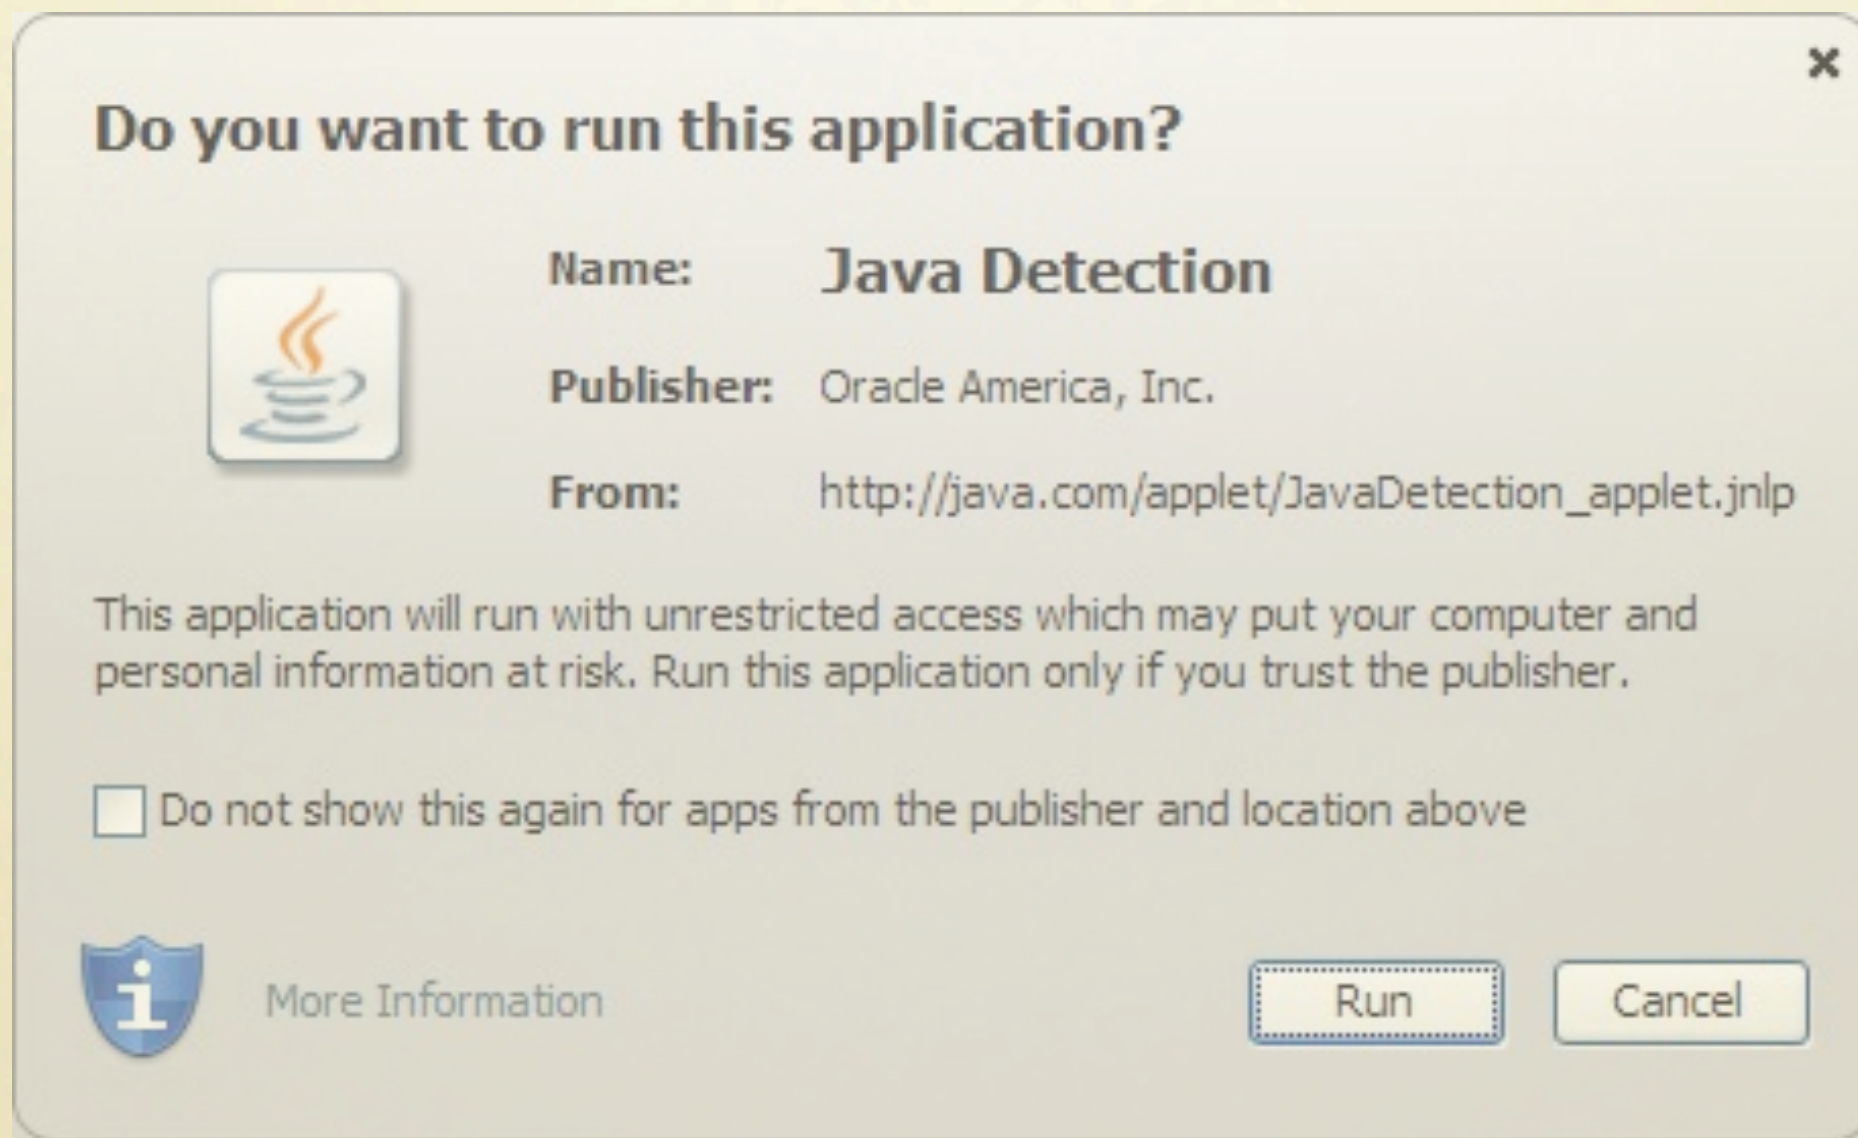 Do you want to run this application?
Name: Java Detection
Publisher: Oracle America, Inc.
From: http://java.com/applet/JavaDetection_applet.jnlp
This application will run with unrestricted access which may put your computer and
personal information at risk. Run this application only if you trust the publisher.
Do not show this again for apps from the publisher and location above
More Information
Run
Cancel